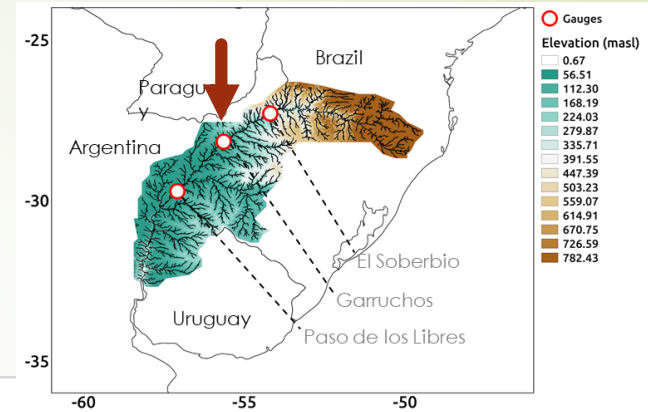 -25
-30
-35
-60
-55
-50
Brazil
Paragu
y
Argentina
Uruguay
El Soberbio
Garruchos
Paso de los Libres
Gauges
Elevation (masl)
0.67
56.51
112.30
168.19
224.03
279.87
335.71
391.55
447.39
503.23
559.07
614.91
670.75
726.59
782.43